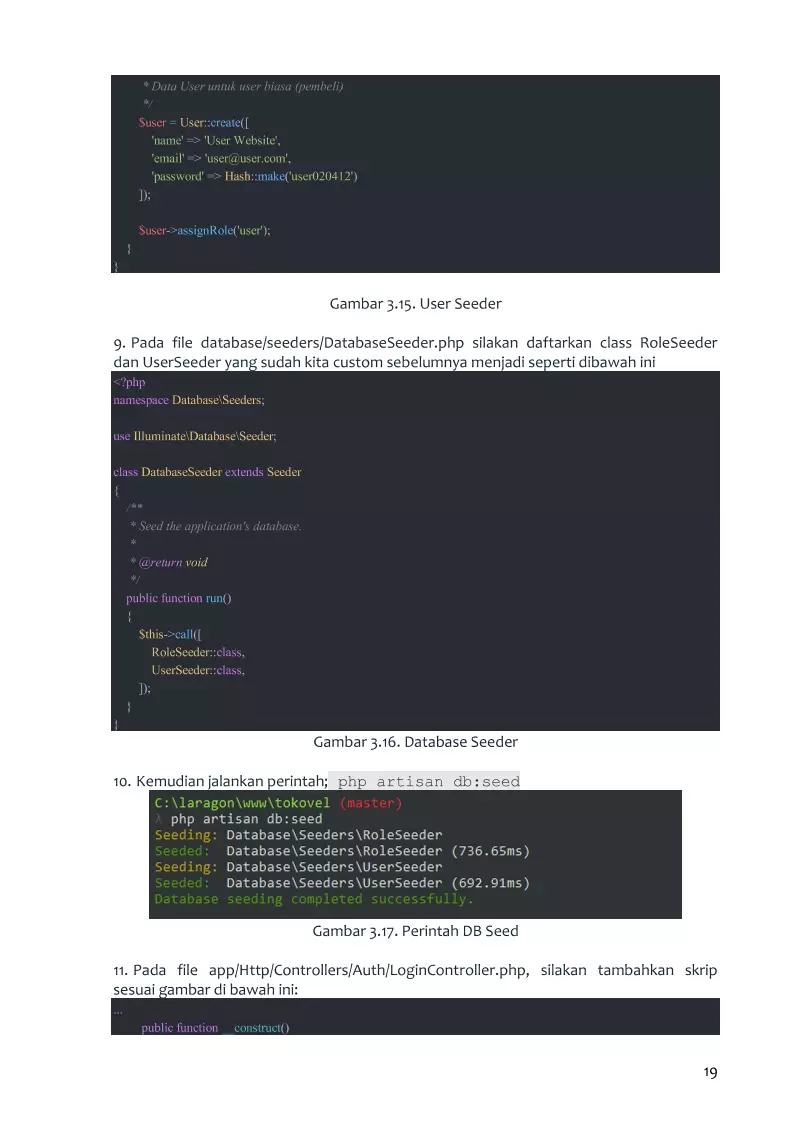 * Data User untuk user biasa (pembeli)
*/
$user = User::create([
'name' => 'User Website',
'email' => 'user@user.com',
'password' => Hash::make('user020412')
]);
$user->assignRole('user');
}
}
Gambar 3.15. User Seeder
9. Pada file database/seeders/DatabaseSeeder.php silakan daftarkan class RoleSeeder
dan UserSeeder yang sudah kita custom sebelumnya menjadi seperti dibawah ini
<?php
namespace Database\Seeders;
use Illuminate\Database\Seeder;
class DatabaseSeeder extends Seeder
{
/**
* Seed the application's database.
*
* @return void
*/
public function run()
{
$this->call([
RoleSeeder::class,
UserSeeder::class,
]);
}
}
Gambar 3.16. Database Seeder
10. Kemudian jalankan perintah; php artisan db:seed
C:\laragon\www\tokovel (master)
λ php artisan db:seed
Seeding: Database\Seeders\RoleSeeder
Seeded: Database\Seeders\RoleSeeder (736.65ms)
Seeding: Database\Seeders\UserSeeder
Seeded: Database\Seeders\UserSeeder (692.91ms)
Database seeding completed successfully.
Gambar 3.17. Perintah DB Seed
11. Pada file app/Http/Controllers/Auth/LoginController.php, silakan tambahkan skrip
sesuai gambar di bawah ini:
...
public function __construct()
19